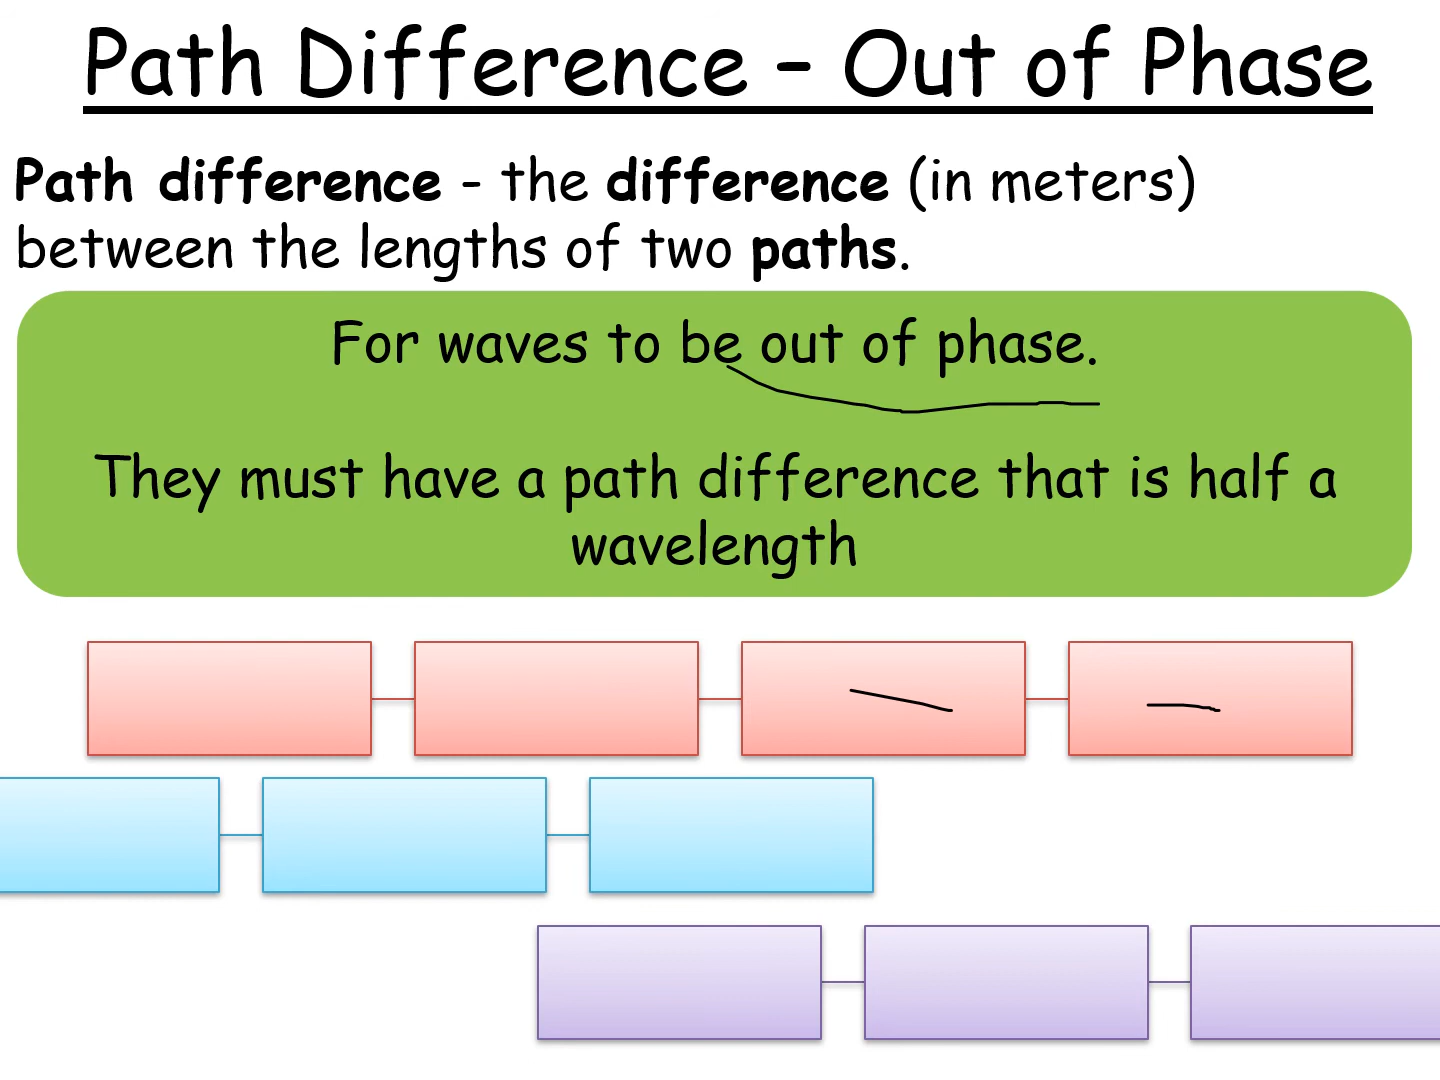 Path Difference – Out of Phase
Path difference - the difference (in meters)
between the lengths of two paths.
For waves to be out of phase.
They must have a path difference that is half a
wavelength